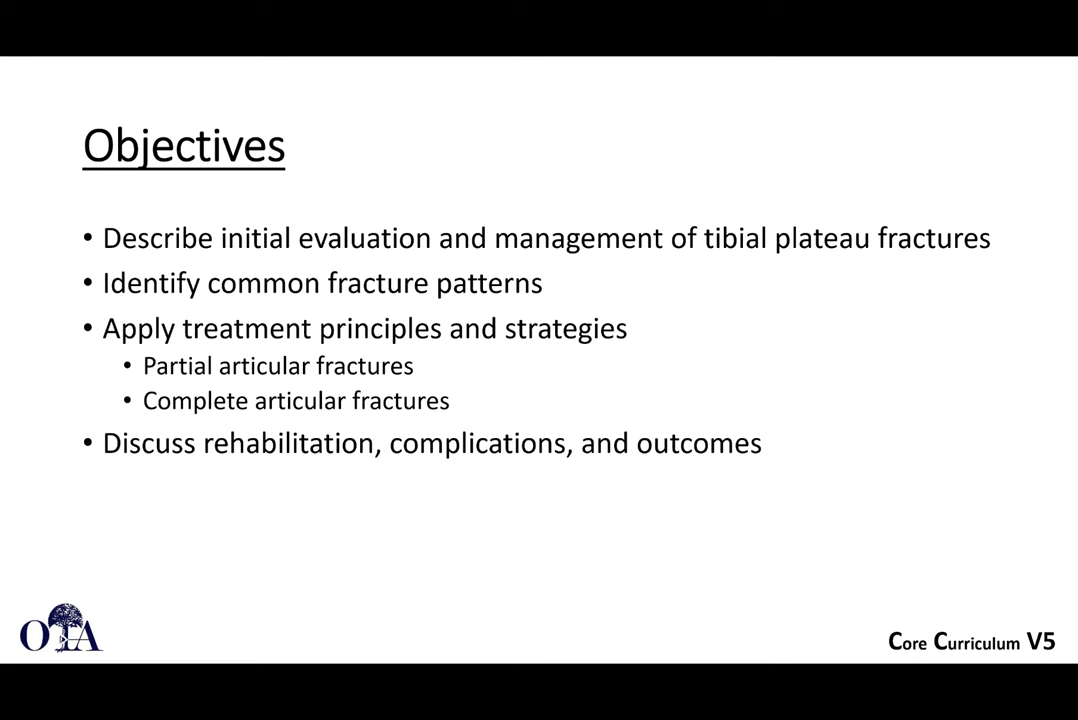 Objectives
• Describe initial evaluation and management of tibial plateau fractures
• Identify common fracture patterns
• Apply treatment principles and strategies
• Partial articular fractures
• Complete articular fractures
• Discuss rehabilitation, complications, and outcomes
OTA
Core Curriculum V5